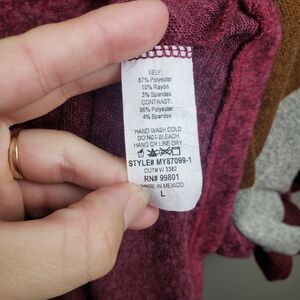 SELF:
87% Polyester
10% Rayon
3% Spandex
CONTRAST:
96% Polyester
4% Spandex
HAND WASH COLD
DO NOT BLEACH
HANG OR LINE DRY
STYLE# MY87099-1
CUT# W 3382
RN# 99801
MADE IN MEXICO
L